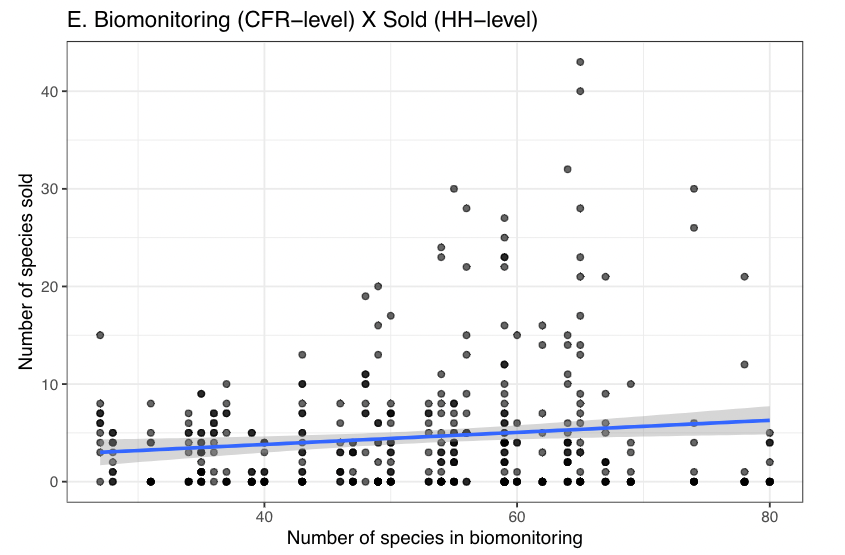 E. Biomonitoring (CFR−level) X Sold (HH−level)
Number of species sold
40
30
20
10
0
40
60
80
Number of species in biomonitoring